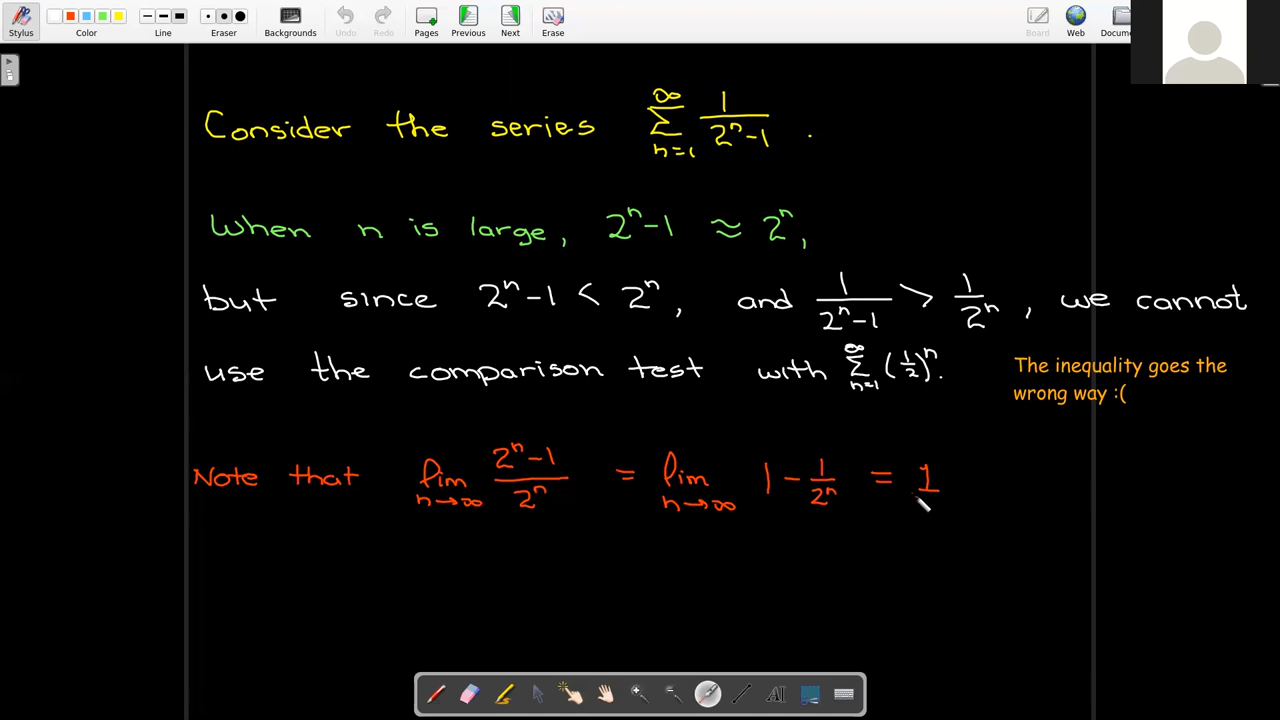 Stylus Color Line Eraser Backgrounds Undo Redo Pages Previous Next Erase Board Web
Consider the series ∑_{n=1}^{∞} 1/(2^n-1) .
When n is large, 2^n-1 ≈ 2^n,
but since 2^n-1 < 2^n, and 1/(2^n-1) > 1/2^n, we cannot
use the comparison test with ∑_{n=1}^{∞} (1/2)^n.
The inequality goes the
wrong way :(
Note that lim_{n→∞} (2^n-1)/2^n = lim_{n→∞} 1 - 1/2^n = 1
AI